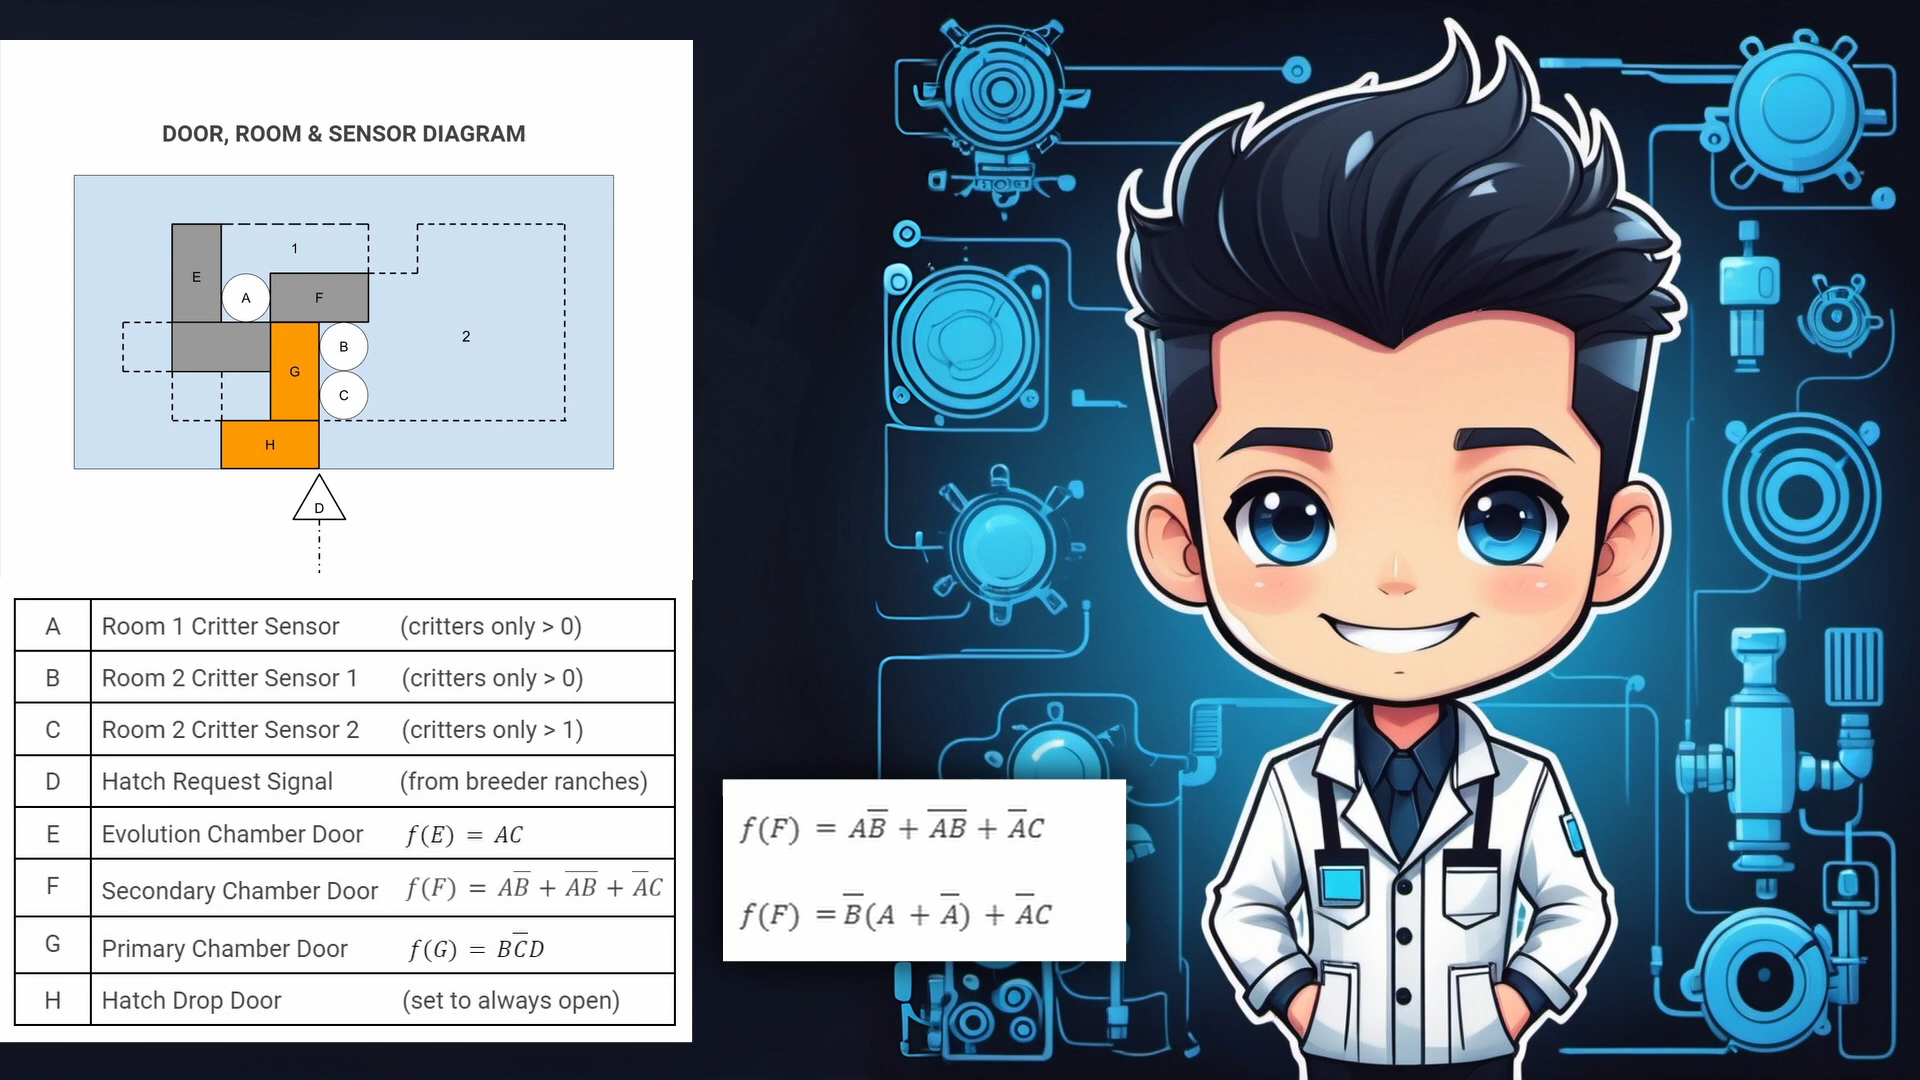 DOOR, ROOM & SENSOR DIAGRAM
1
E
A
F
2
B
G
C
H
D
A Room 1 Critter Sensor (critters only > 0)
B Room 2 Critter Sensor 1 (critters only > 0)
C Room 2 Critter Sensor 2 (critters only > 1)
D Hatch Request Signal (from breeder ranches)
E Evolution Chamber Door f(E) = AC
F Secondary Chamber Door f(F) = AB̅ + A̅B̅ + A̅C
G Primary Chamber Door f(G) = BC̅D
H Hatch Drop Door (set to always open)
f(F) = AB̅ + A̅B̅ + A̅C
f(F) = B̅(A + A̅) + A̅C